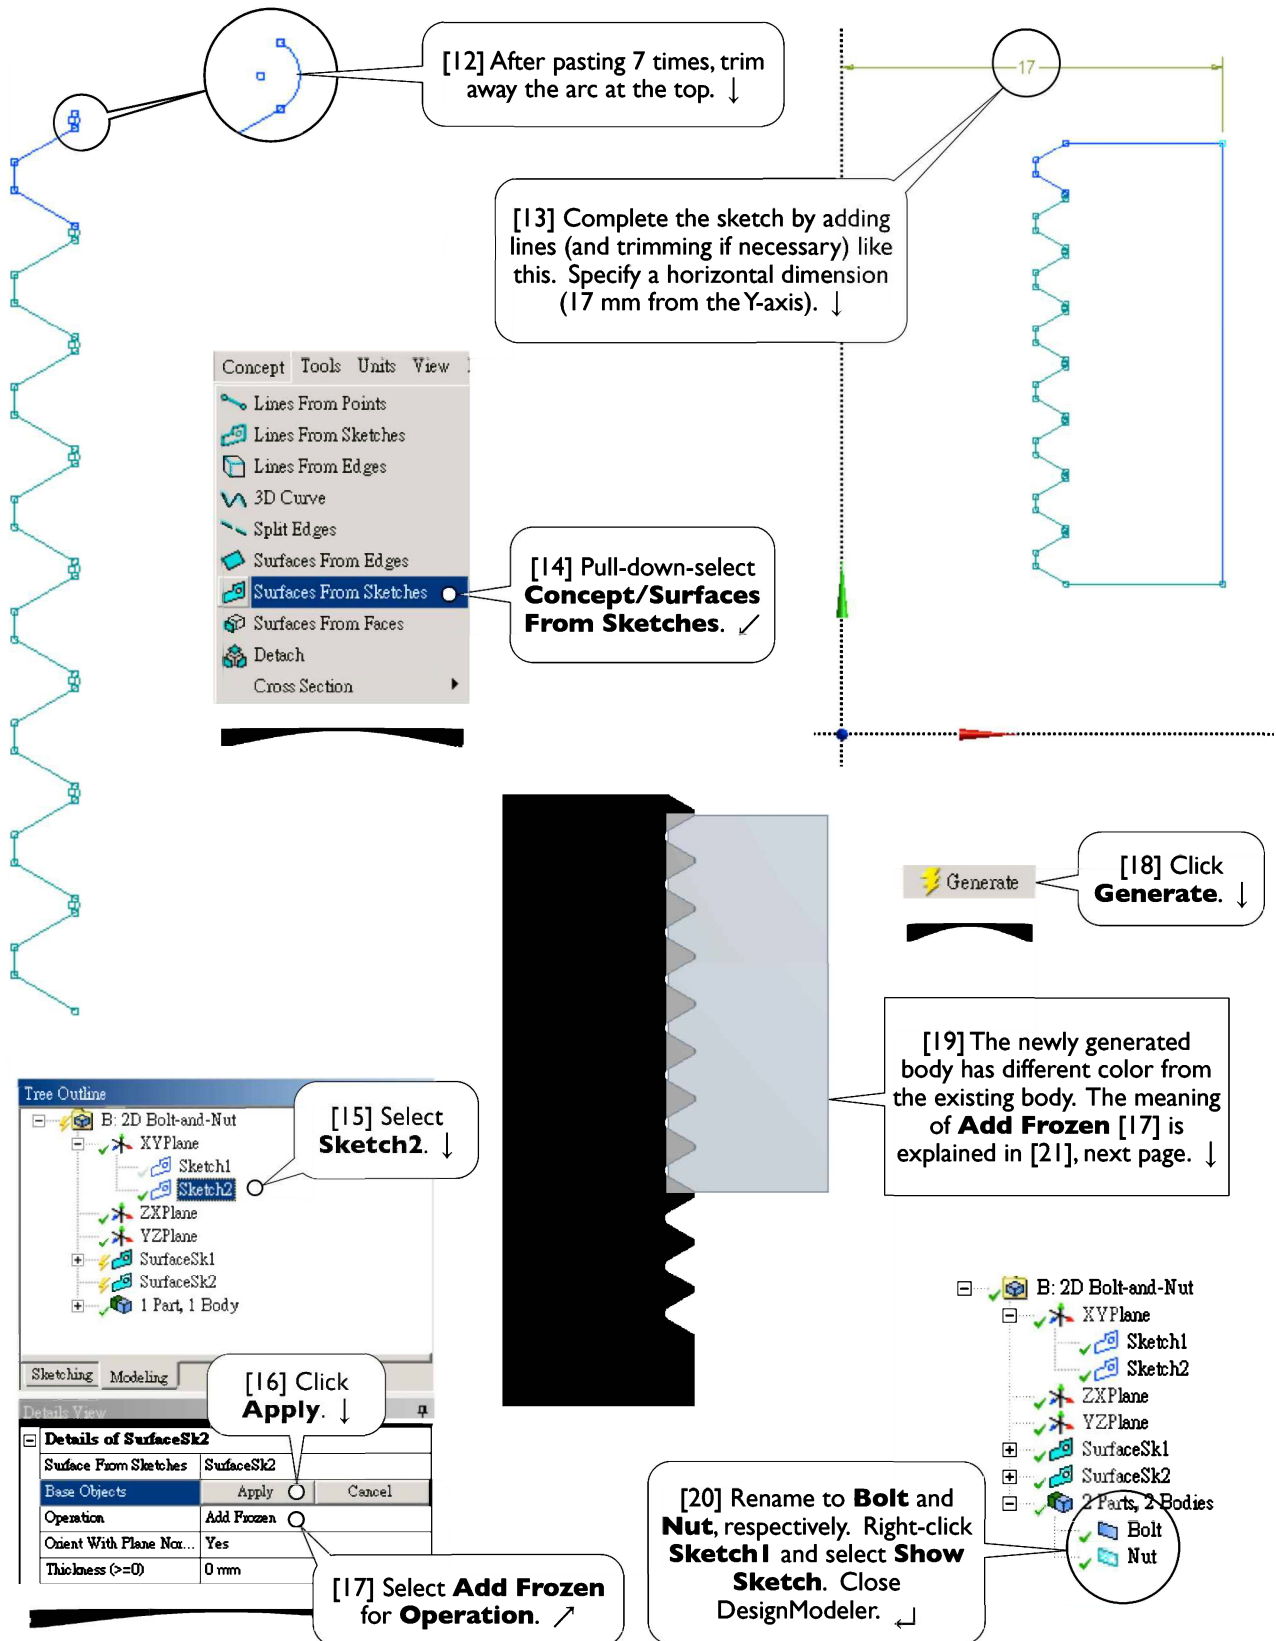 [12] After pasting 7 times, trim
away the arc at the top. ↓
17
[13] Complete the sketch by adding
lines (and trimming if necessary) like
this. Specify a horizontal dimension
(17 mm from the Y-axis). ↓
Concept Tools Units View
Lines From Points
Lines From Sketches
Lines From Edges
3D Curve
Split Edges
Surfaces From Edges
Surfaces From Sketches
Surfaces From Faces
Detach
Cross Section
[14] Pull-down-select
Concept/Surfaces
From Sketches. ↙
Generate
[18] Click
Generate. ↓
[19] The newly generated
body has different color from
the existing body. The meaning
of Add Frozen [17] is
explained in [21], next page. ↓
Tree Outline
B: 2D Bolt-and-Nut
XYPlane
Sketch1
Sketch2
ZXPlane
YZPlane
SurfaceSk1
SurfaceSk2
1 Part, 1 Body
[15] Select
Sketch2. ↓
Sketching Modeling
[16] Click
Apply. ↓
Details View
Details of SurfaceSk2
Surface From Sketches SurfaceSk2
Base Objects Apply Cancel
Operation Add Frozen
Orient With Plane Nor... Yes
Thickness (>=0) 0 mm
[17] Select Add Frozen
for Operation. ↗
[20] Rename to Bolt and
Nut, respectively. Right-click
Sketch1 and select Show
Sketch. Close
DesignModeler. ↵
B: 2D Bolt-and-Nut
XYPlane
Sketch1
Sketch2
ZXPlane
YZPlane
SurfaceSk1
SurfaceSk2
2 Parts, 2 Bodies
Bolt
Nut